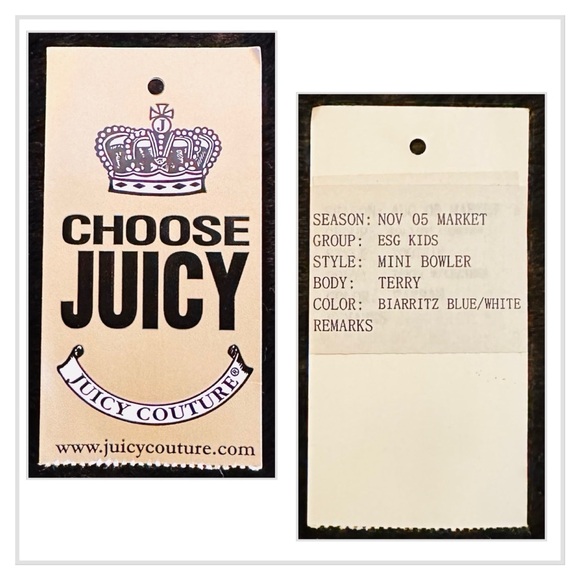 J
CHOOSE
JUICY
JUICY COUTURE®
www.juicycouture.com
SEASON: NOV 05 MARKET
GROUP: ESG KIDS
STYLE: MINI BOWLER
BODY: TERRY
COLOR: BIARRITZ BLUE/WHITE
REMARKS